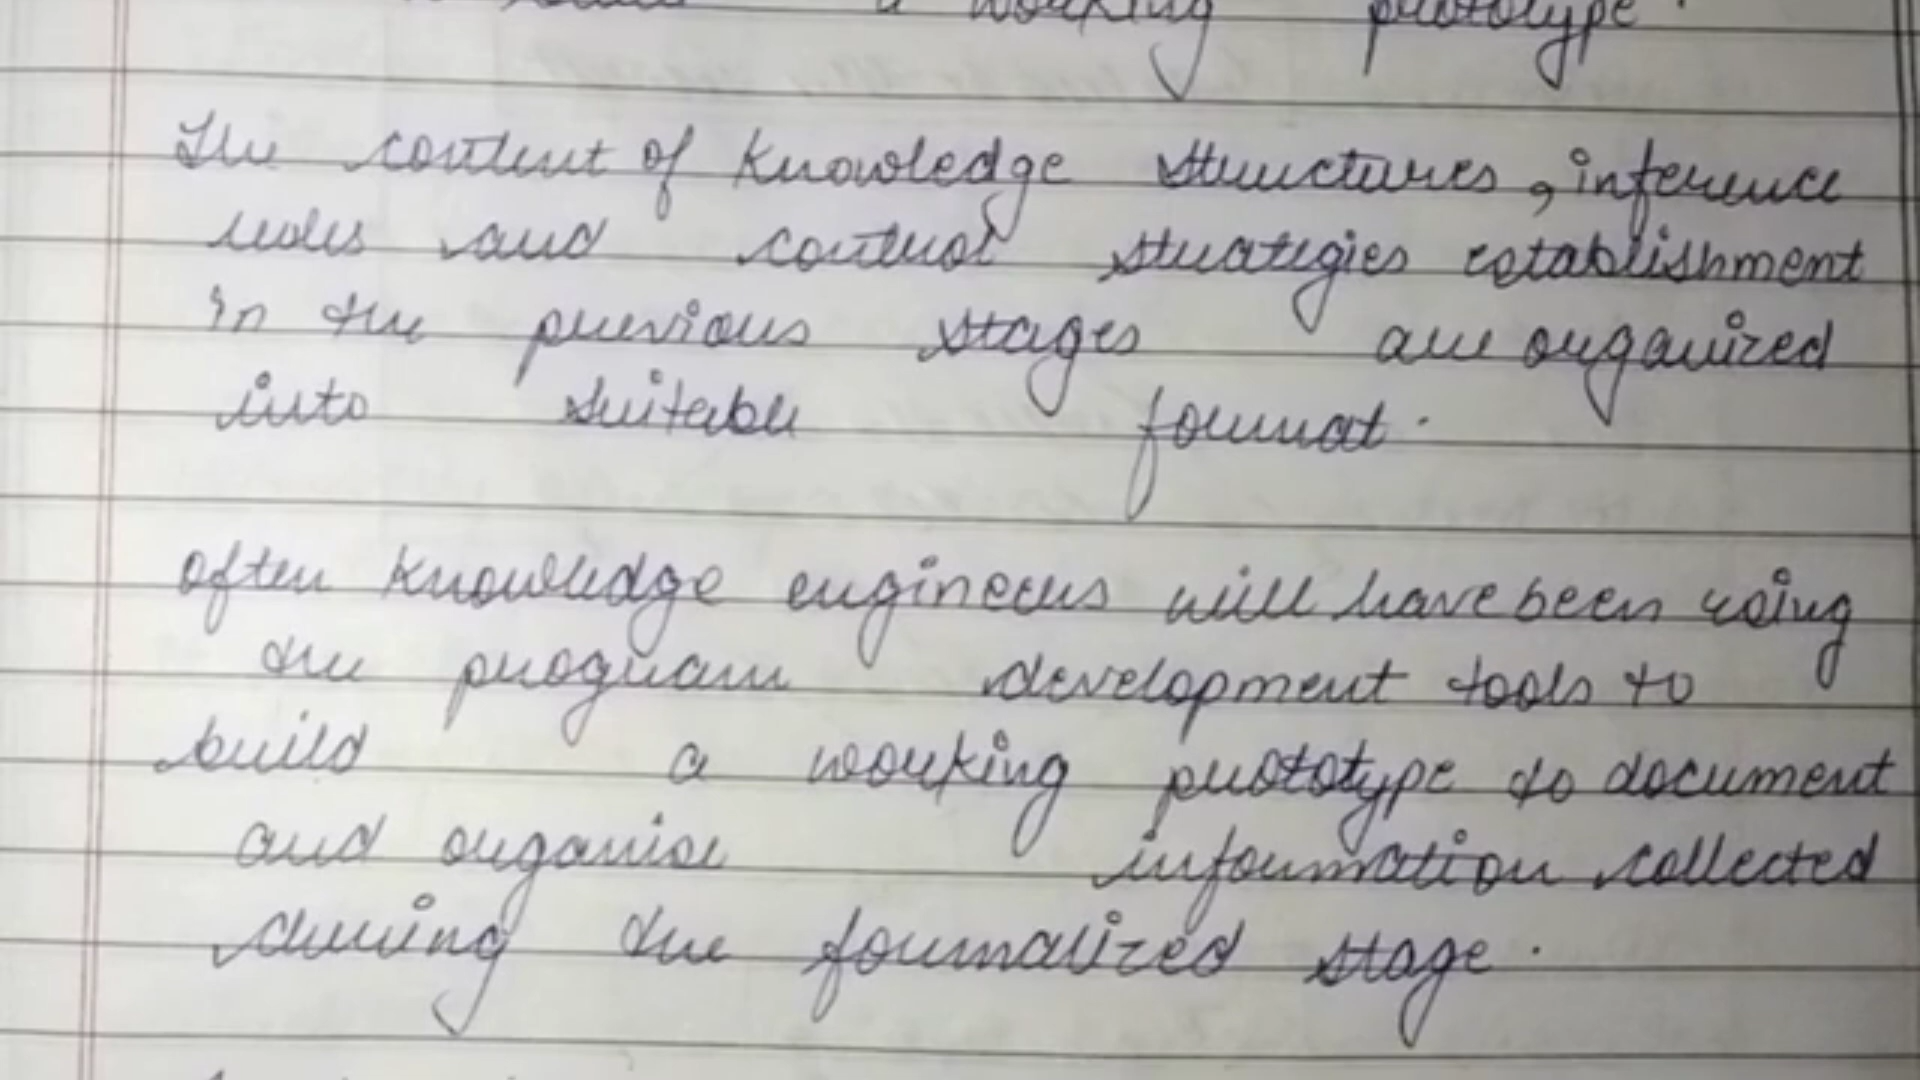 a working prototype.
The content of knowledge structures, inference
rules and control strategies establishment
in the previous stages are organized
into suitable format.
often knowledge engineers will have been using
the program development tools to
build a working prototype to document
and organise information collected
during the formalized stage.